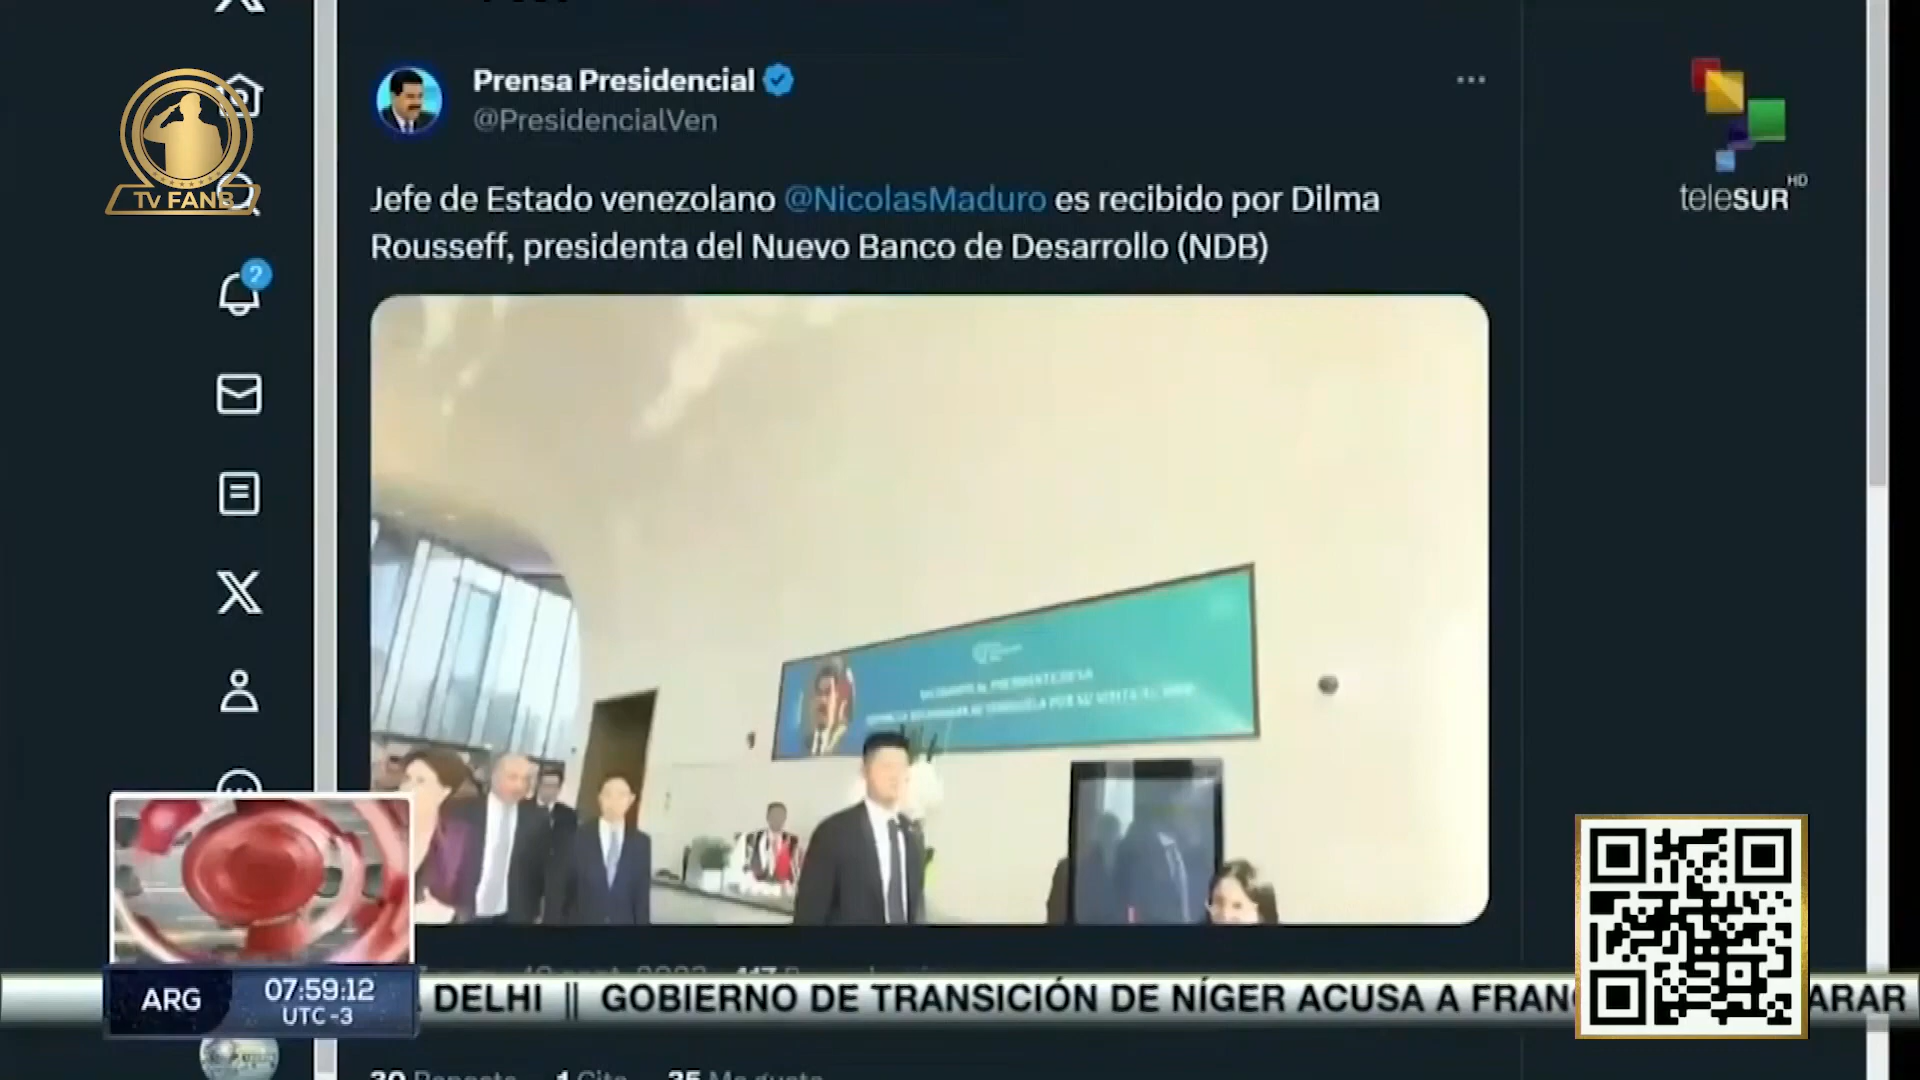 Prensa Presidencial
@PresidencialVen
Jefe de Estado venezolano @NicolasMaduro es recibido por Dilma
Rousseff, presidenta del Nuevo Banco de Desarrollo (NDB)
TV FANB
teleSUR HD
2
ARG
07:59:12
UTC -3
DELHI || GOBIERNO DE TRANSICIÓN DE NÍGER ACUSA A FRAN
ARAR